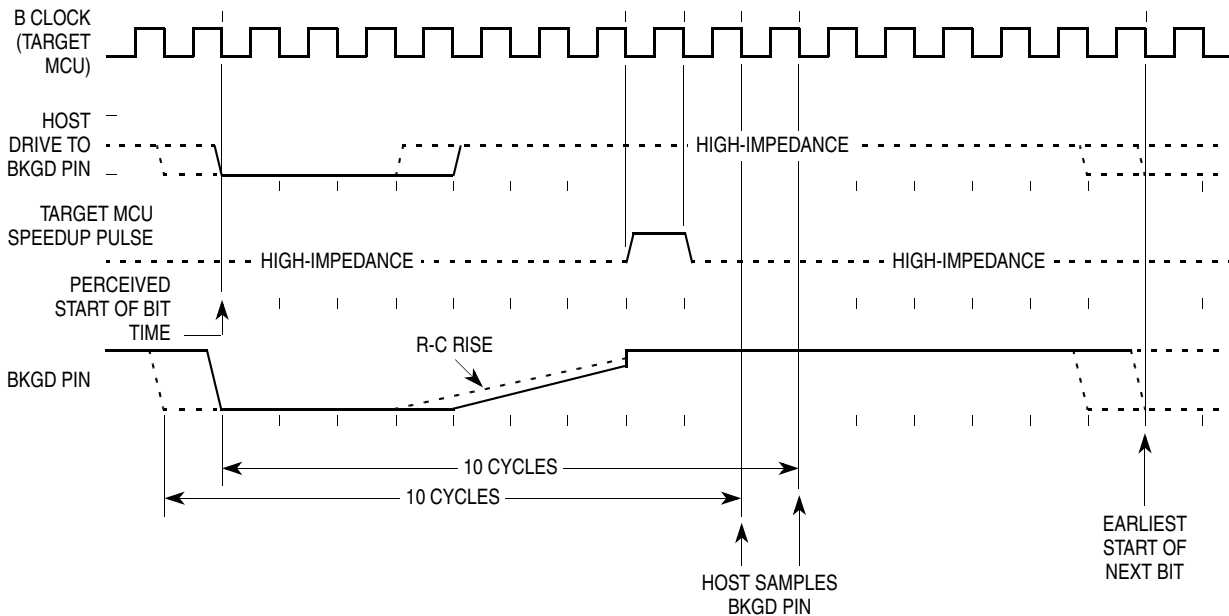 B CLOCK
(TARGET
MCU)
HOST
DRIVE TO
BKGD PIN
HIGH-IMPEDANCE
TARGET MCU
SPEEDUP PULSE
HIGH-IMPEDANCE
HIGH-IMPEDANCE
PERCEIVED
START OF BIT
TIME
R-C RISE
BKGD PIN
10 CYCLES
10 CYCLES
HOST SAMPLES
BKGD PIN
EARLIEST
START OF
NEXT BIT